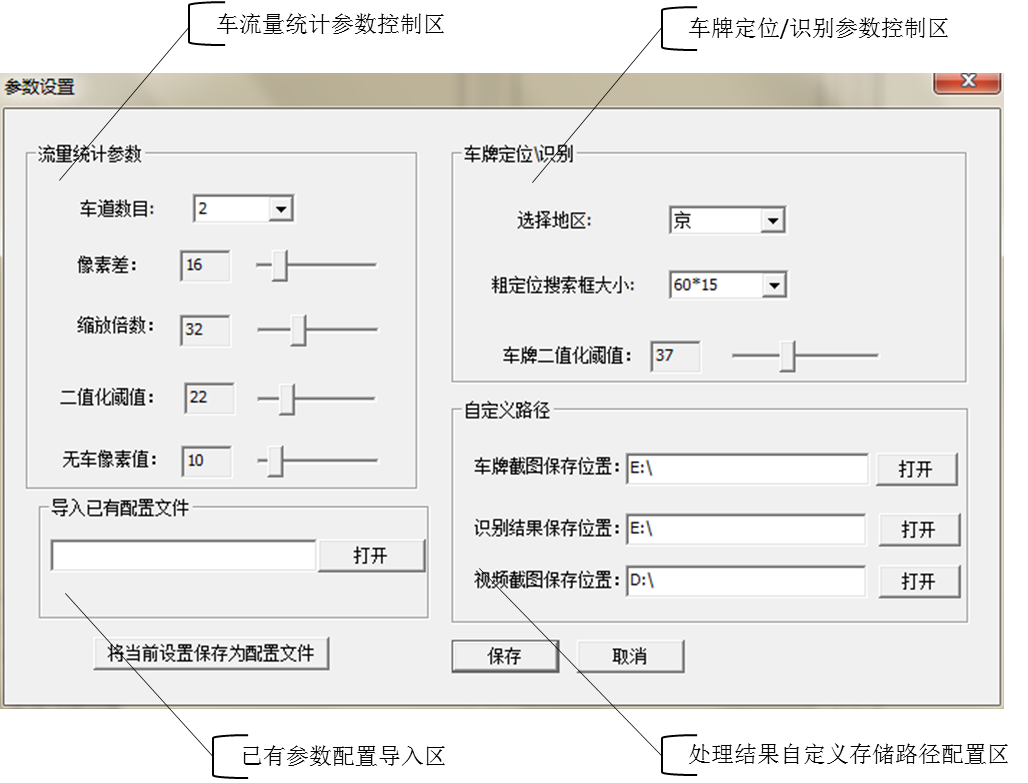 车流量统计参数控制区
车牌定位/识别参数控制区
参数设置
X
流量统计参数
车道数目:
2
像素差:
16
缩放倍数:
32
二值化阈值:
22
无车像素值:
10
导入已有配置文件
打开
将当前设置保存为配置文件
车牌定位\识别
选择地区:
京
粗定位搜索框大小:
60*15
车牌二值化阈值:
37
自定义路径
车牌截图保存位置:
E:\
打开
识别结果保存位置:
E:\
打开
视频截图保存位置:
D:\
打开
保存
取消
已有参数配置导入区
处理结果自定义存储路径配置区